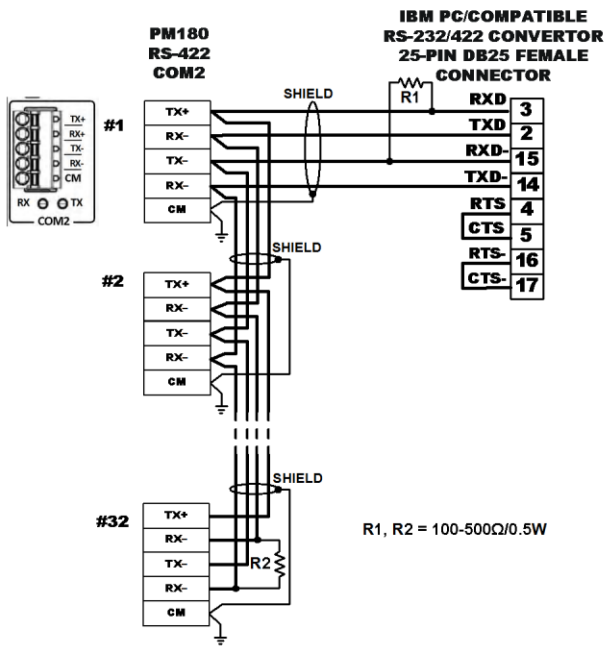 IBM PC/COMPATIBLE
RS-232/422 CONVERTOR
25-PIN DB25 FEMALE
CONNECTOR
PM180
RS-422
COM2
#1
TX+
RX+
TX-
RX-
CM
RX
TX
COM2
TX+
RX–
TX–
RX–
CM
SHIELD
R1
RXD
3
TXD
2
RXD-
15
TXD-
14
RTS
4
CTS
5
RTS-
16
CTS-
17
#2
TX+
RX–
TX–
RX–
CM
SHIELD
#32
TX+
RX–
TX–
RX–
CM
SHIELD
R2
R1, R2 = 100-500Ω/0.5W